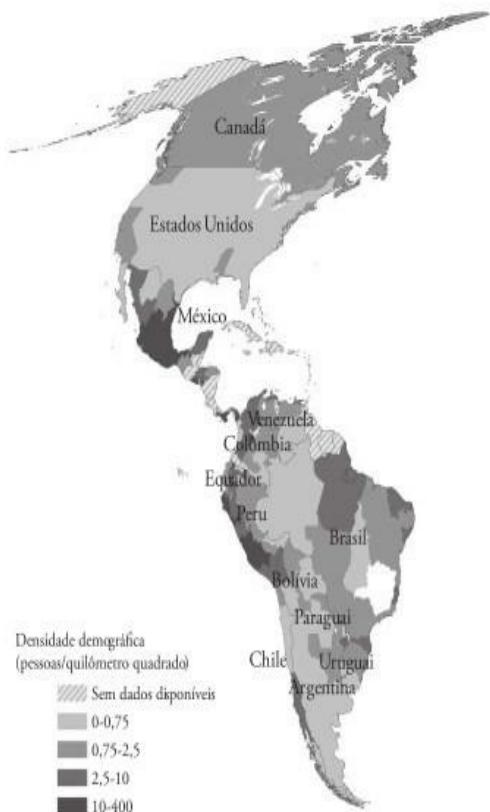 Canadá
Estados Unidos
México
Venezuela
Colômbia
Equador
Peru
Brasil
Bolívia
Paraguai
Chile
Uruguai
Argentina
Densidade demográfica
(pessoas/quilômetro quadrado)
Sem dados disponíveis
0-0,75
0,75-2,5
2,5-10
10-400